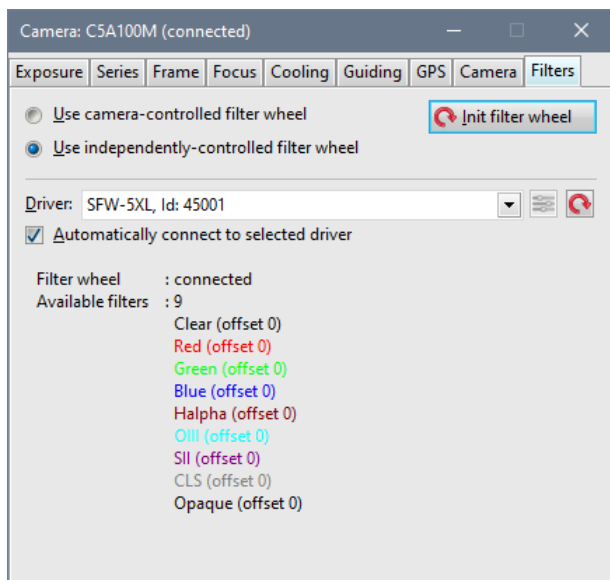 Camera: C5A100M (connected)
Exposure Series Frame Focus Cooling Guiding GPS Camera Filters
Use camera-controlled filter wheel
Init filter wheel
Use independently-controlled filter wheel
Driver: SFW-5XL, Id: 45001
Automatically connect to selected driver
Filter wheel : connected
Available filters : 9
Clear (offset 0)
Red (offset 0)
Green (offset 0)
Blue (offset 0)
Halpha (offset 0)
OIII (offset 0)
SII (offset 0)
CLS (offset 0)
Opaque (offset 0)